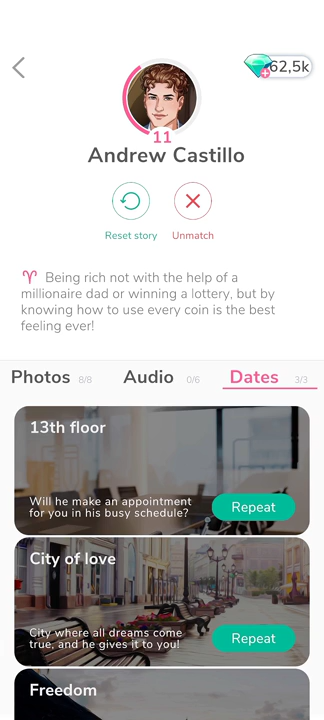 62,5k
11
Andrew Castillo
Reset story
Unmatch
♈ Being rich not with the help of a
millionaire dad or winning a lottery, but by
knowing how to use every coin is the best
feeling ever!
Photos 8/8
Audio 0/6
Dates 3/3
13th floor
Will he make an appointment
for you in his busy schedule?
Repeat
City of love
City where all dreams come
true, and he gives it to you!
Repeat
Freedom